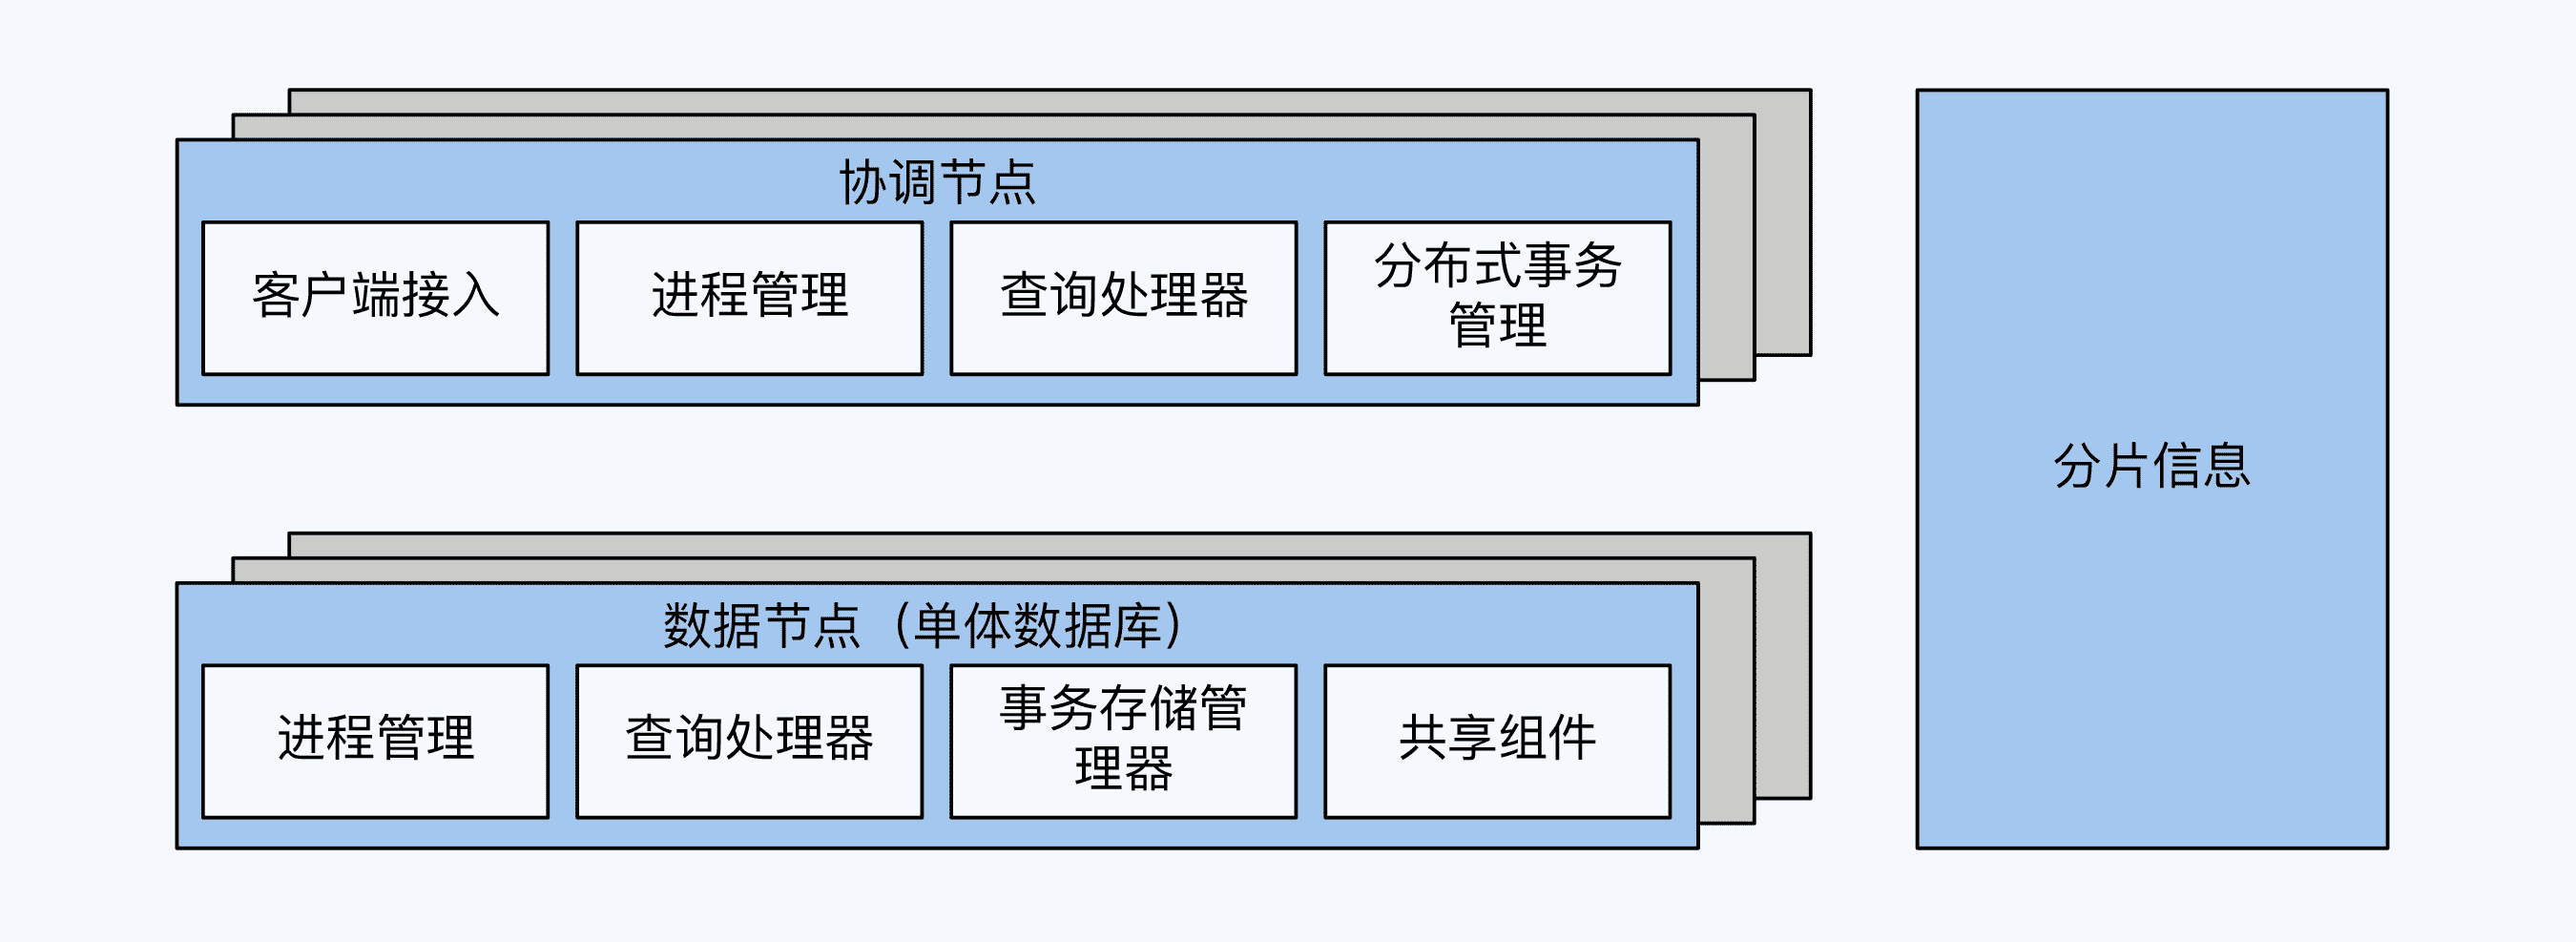 协调节点
客户端接入
进程管理
查询处理器
分布式事务
管理
分片信息
数据节点（单体数据库）
进程管理
查询处理器
事务存储管
理器
共享组件